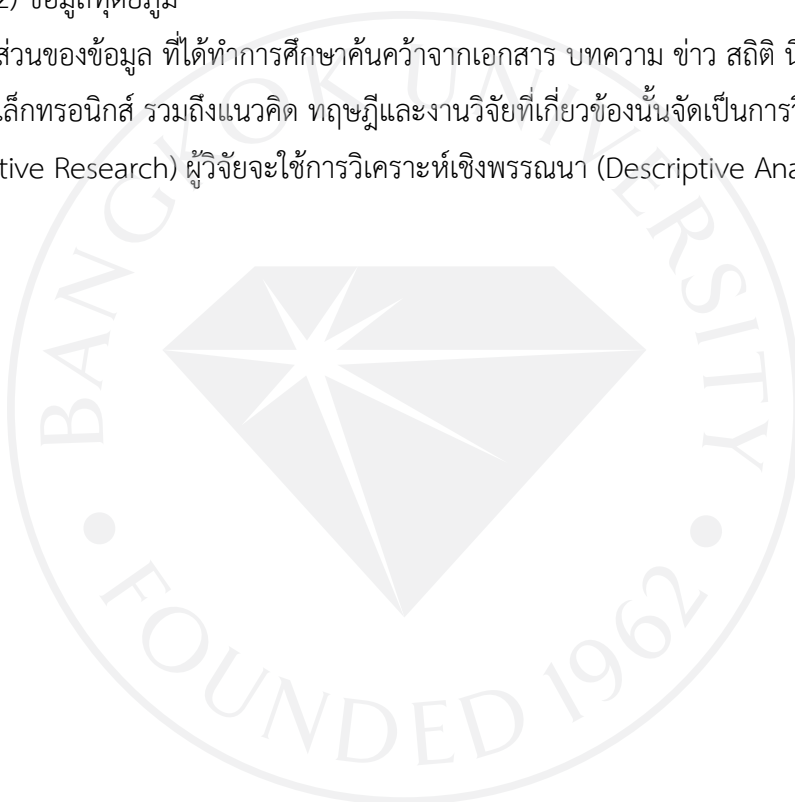 2) ข้อมูลทุติยภูมิ
ส่วนของข้อมูล ที่ได้ทำการศึกษาค้นคว้าจากเอกสาร บทความ ข่าว สถิติ
เล็กทรอนิกส์ รวมถึงแนวคิด ทฤษฎีและงานวิจัยที่เกี่ยวข้องนั้นจัดเป็นการ
tive Research) ผู้วิจัยจะใช้การวิเคราะห์เชิงพรรณนา (Descriptive Ana
BANGKOK UNIVERSITY
FOUNDED 1962